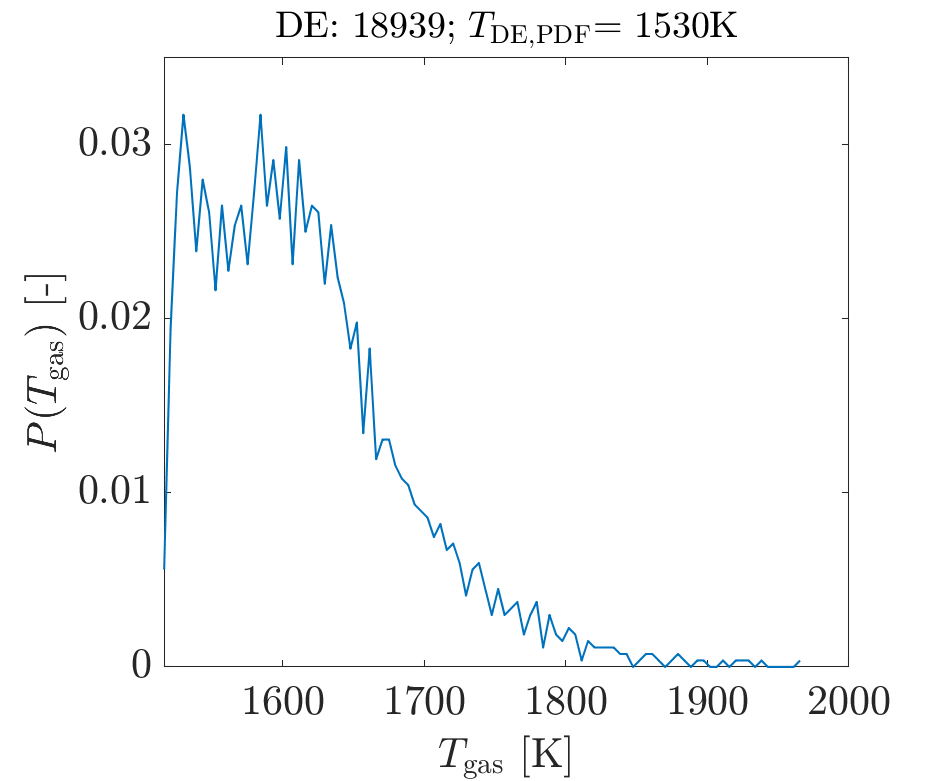 DE: 18939; T_DE,PDF= 1530K
P(T_gas) [-]
0.03
0.02
0.01
0
1600 1700 1800 1900 2000
T_gas [K]